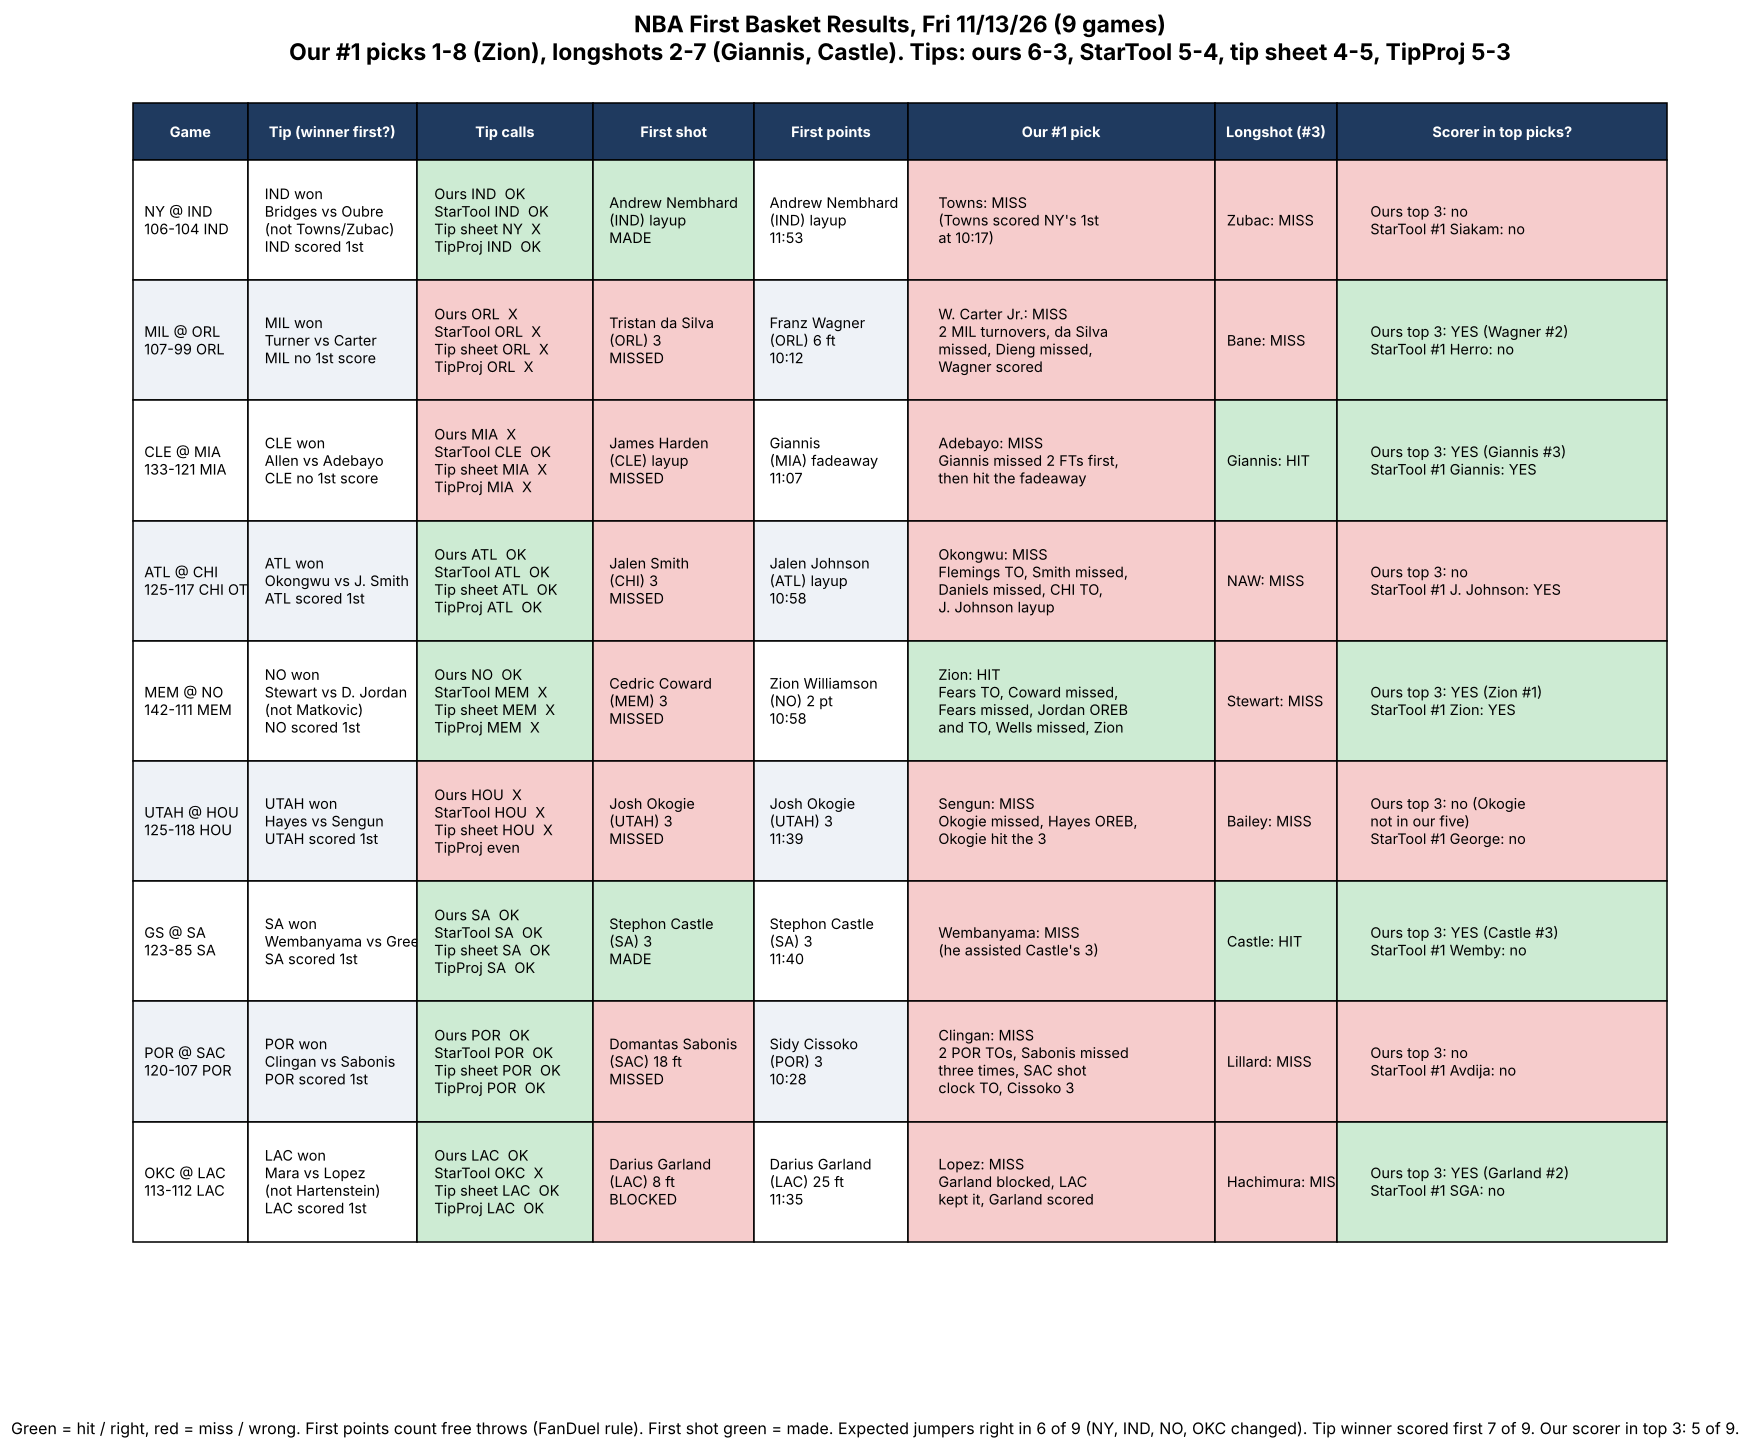 NBA First Basket Results, Fri 11/13/26 (9 games)
Our #1 picks 1-8 (Zion), longshots 2-7 (Giannis, Castle). Tips: ours 6-3, StarTool 5-4, tip sheet 4-5, TipProj 5-3
Game
Tip (winner first?)
Tip calls
First shot
First points
Our #1 pick
Longshot (#3)
Scorer in top picks?
NY @ IND
106-104 IND
IND won
Bridges vs Oubre
(not Towns/Zubac)
IND scored 1st
Ours IND  OK
StarTool IND  OK
Tip sheet NY  X
TipProj IND  OK
Andrew Nembhard
(IND) layup
MADE
Andrew Nembhard
(IND) layup
11:53
Towns: MISS
(Towns scored NY's 1st
at 10:17)
Zubac: MISS
Ours top 3: no
StarTool #1 Siakam: no
MIL @ ORL
107-99 ORL
MIL won
Turner vs Carter
MIL no 1st score
Ours ORL  X
StarTool ORL  X
Tip sheet ORL  X
TipProj ORL  X
Tristan da Silva
(ORL) 3
MISSED
Franz Wagner
(ORL) 6 ft
10:12
W. Carter Jr.: MISS
2 MIL turnovers, da Silva
missed, Dieng missed,
Wagner scored
Bane: MISS
Ours top 3: YES (Wagner #2)
StarTool #1 Herro: no
CLE @ MIA
133-121 MIA
CLE won
Allen vs Adebayo
CLE no 1st score
Ours MIA  X
StarTool CLE  OK
Tip sheet MIA  X
TipProj MIA  X
James Harden
(CLE) layup
MISSED
Giannis
(MIA) fadeaway
11:07
Adebayo: MISS
Giannis missed 2 FTs first,
then hit the fadeaway
Giannis: HIT
Ours top 3: YES (Giannis #3)
StarTool #1 Giannis: YES
ATL @ CHI
125-117 CHI OT
ATL won
Okongwu vs J. Smith
ATL scored 1st
Ours ATL  OK
StarTool ATL  OK
Tip sheet ATL  OK
TipProj ATL  OK
Jalen Smith
(CHI) 3
MISSED
Jalen Johnson
(ATL) layup
10:58
Okongwu: MISS
Flemings TO, Smith missed,
Daniels missed, CHI TO,
J. Johnson layup
NAW: MISS
Ours top 3: no
StarTool #1 J. Johnson: YES
MEM @ NO
142-111 MEM
NO won
Stewart vs D. Jordan
(not Matkovic)
NO scored 1st
Ours NO  OK
StarTool MEM  X
Tip sheet MEM  X
TipProj MEM  X
Cedric Coward
(MEM) 3
MISSED
Zion Williamson
(NO) 2 pt
10:58
Zion: HIT
Fears TO, Coward missed,
Fears missed, Jordan OREB
and TO, Wells missed, Zion
Stewart: MISS
Ours top 3: YES (Zion #1)
StarTool #1 Zion: YES
UTAH @ HOU
125-118 HOU
UTAH won
Hayes vs Sengun
UTAH scored 1st
Ours HOU  X
StarTool HOU  X
Tip sheet HOU  X
TipProj even
Josh Okogie
(UTAH) 3
MISSED
Josh Okogie
(UTAH) 3
11:39
Sengun: MISS
Okogie missed, Hayes OREB,
Okogie hit the 3
Bailey: MISS
Ours top 3: no (Okogie
not in our five)
StarTool #1 George: no
GS @ SA
123-85 SA
SA won
Wembanyama vs Gree
SA scored 1st
Ours SA  OK
StarTool SA  OK
Tip sheet SA  OK
TipProj SA  OK
Stephon Castle
(SA) 3
MADE
Stephon Castle
(SA) 3
11:40
Wembanyama: MISS
(he assisted Castle's 3)
Castle: HIT
Ours top 3: YES (Castle #3)
StarTool #1 Wemby: no
POR @ SAC
120-107 POR
POR won
Clingan vs Sabonis
POR scored 1st
Ours POR  OK
StarTool POR  OK
Tip sheet POR  OK
TipProj POR  OK
Domantas Sabonis
(SAC) 18 ft
MISSED
Sidy Cissoko
(POR) 3
10:28
Clingan: MISS
2 POR TOs, Sabonis missed
three times, SAC shot
clock TO, Cissoko 3
Lillard: MISS
Ours top 3: no
StarTool #1 Avdija: no
OKC @ LAC
113-112 LAC
LAC won
Mara vs Lopez
(not Hartenstein)
LAC scored 1st
Ours LAC  OK
StarTool OKC  X
Tip sheet LAC  OK
TipProj LAC  OK
Darius Garland
(LAC) 8 ft
BLOCKED
Darius Garland
(LAC) 25 ft
11:35
Lopez: MISS
Garland blocked, LAC
kept it, Garland scored
Hachimura: MIS
Ours top 3: YES (Garland #2)
StarTool #1 SGA: no
Green = hit / right, red = miss / wrong. First points count free throws (FanDuel rule). First shot green = made. Expected jumpers right in 6 of 9 (NY, IND, NO, OKC changed). Tip winner scored first 7 of 9. Our scorer in top 3: 5 of 9.